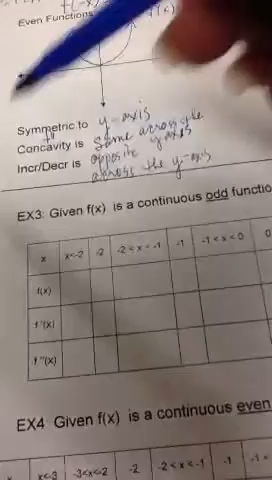 f(-x)
Even Functions
f(x)
Symmetric to y-axis
Concavity is same across the y axis
Incr/Decr is opposite across the y-axis
EX3: Given f(x) is a continuous odd functio
x x<-2 -2 -2 < x < -1 -1 -1 < x < 0 0
f(x)
f'(x)
f''(x)
EX4 Given f(x) is a continuous even
x x<-3 -3<x<-2 -2 -2 < x < -1 -1 -1 <